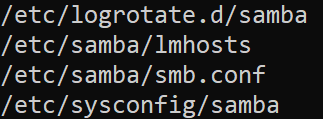 /etc/logrotate.d/samba
/etc/samba/lmhosts
/etc/samba/smb.conf
/etc/sysconfig/samba